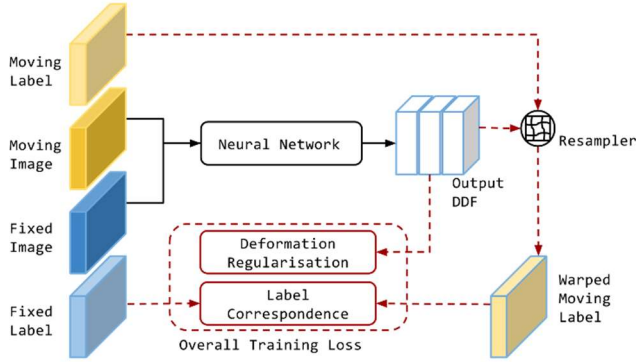 Moving
Label
Moving
Image
Fixed
Image
Fixed
Label
Neural Network
Output
DDF
Resampler
Deformation
Regularisation
Label
Correspondence
Overall Training Loss
Warped
Moving
Label